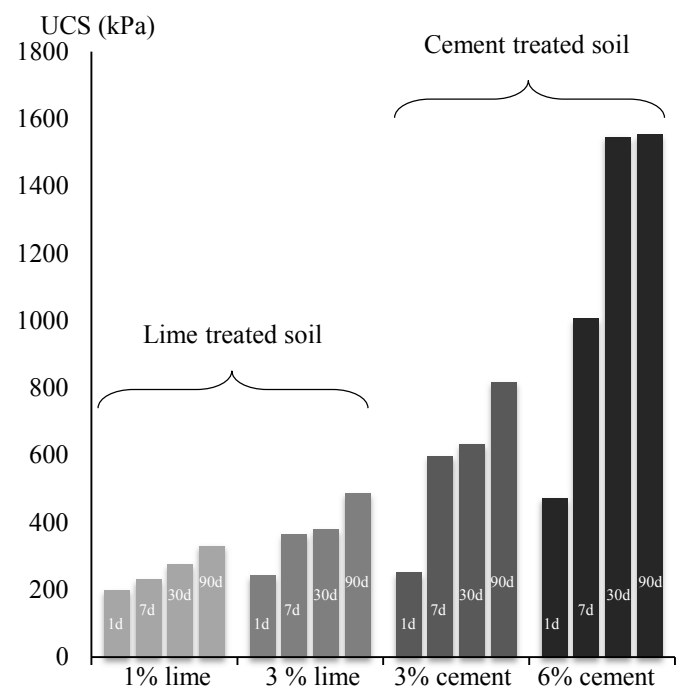 UCS (kPa)
1800
1600
1400
1200
1000
800
600
400
200
0
Cement treated soil
Lime treated soil
1d 7d 30d 90d
1d 7d 30d 90d
1d 7d 30d 90d
1d 7d 30d 90d
1% lime 3 % lime 3% cement 6% cement